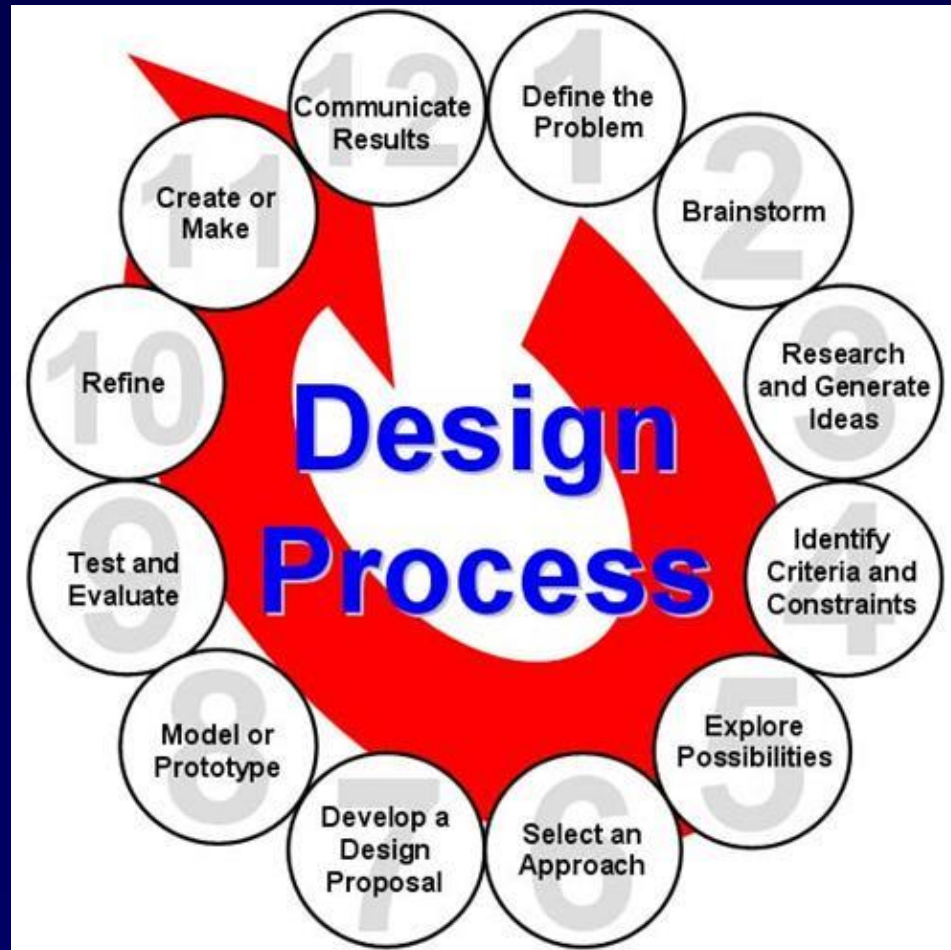 Design
Process
1
Define the
Problem
2
Brainstorm
3
Research
and Generate
Ideas
4
Identify
Criteria and
Constraints
5
Explore
Possibilities
6
Select an
Approach
7
Develop a
Design
Proposal
8
Model or
Prototype
9
Test and
Evaluate
10
Refine
11
Create or
Make
12
Communicate
Results